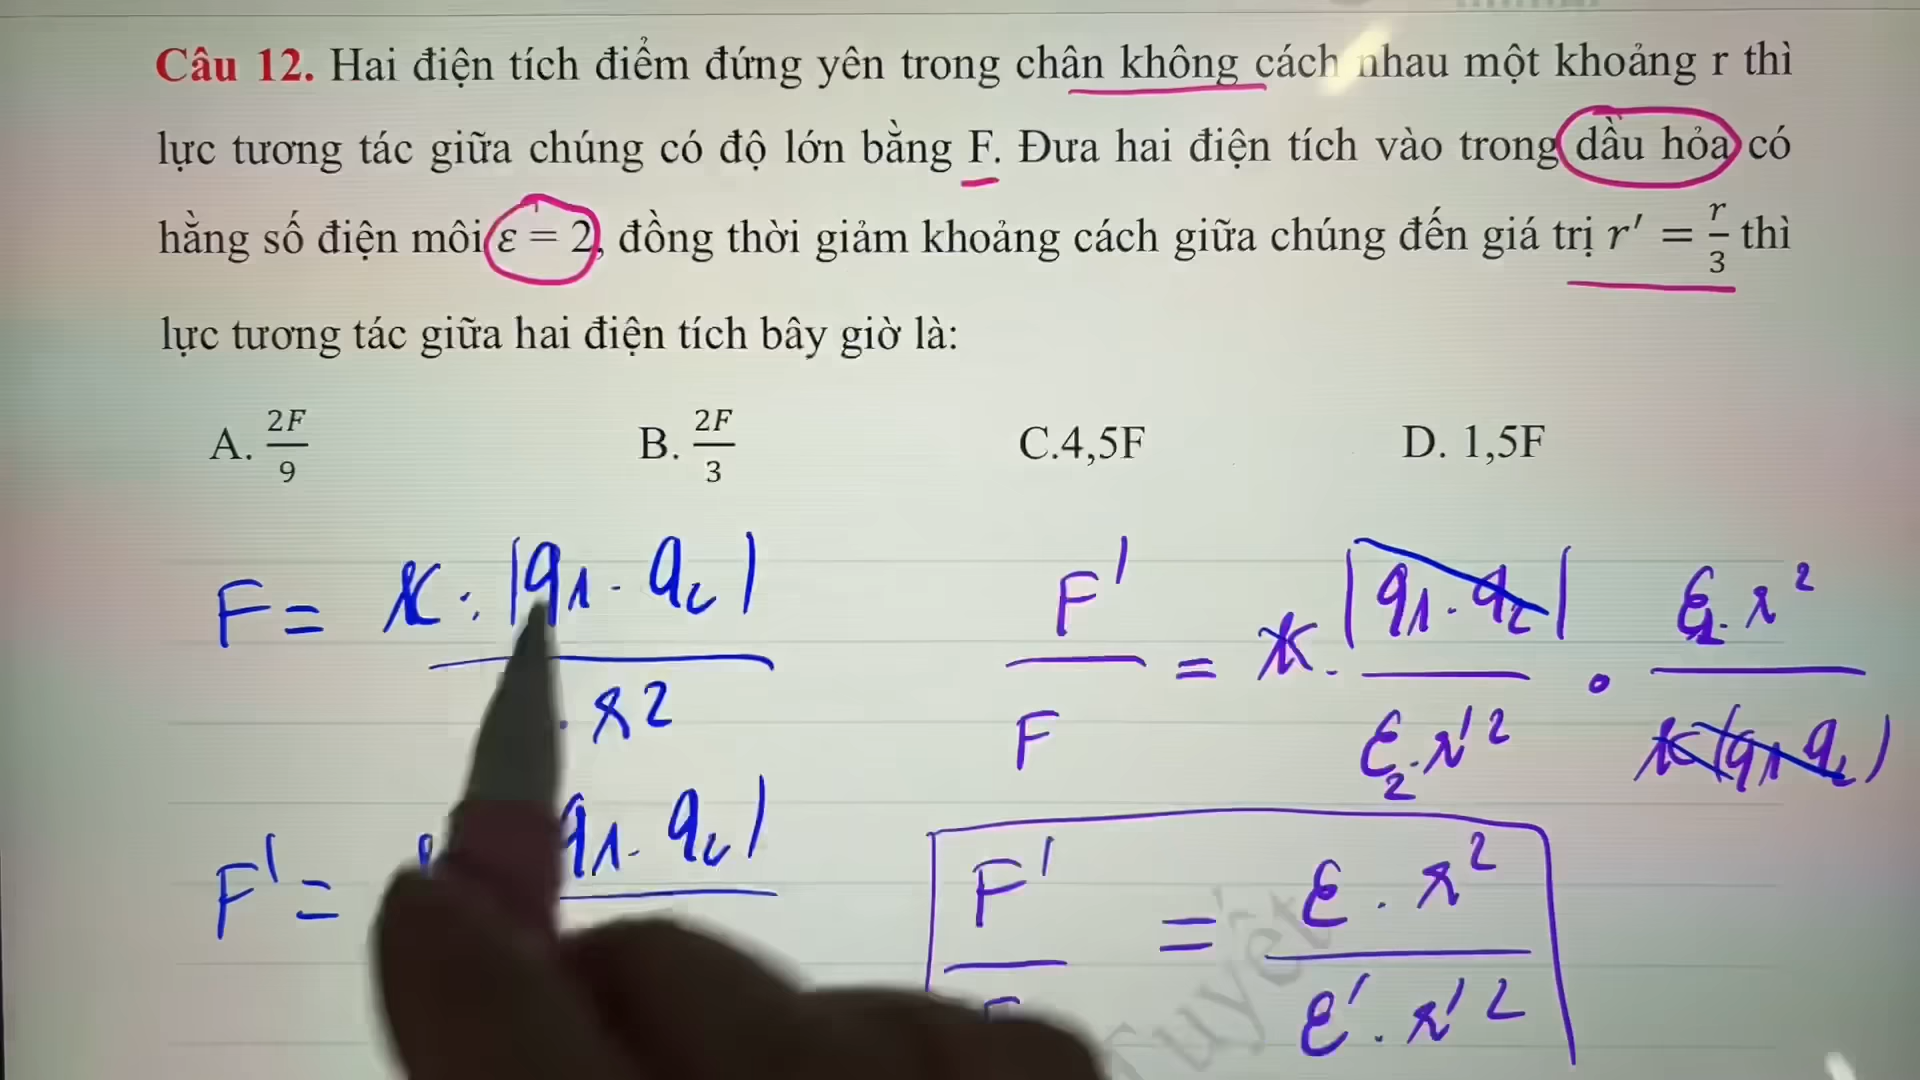 Câu 12. Hai điện tích điểm đứng yên trong chân không cách nhau một khoảng r thì
lực tương tác giữa chúng có độ lớn bằng F. Đưa hai điện tích vào trong dầu hỏa có
hằng số điện môi ε = 2, đồng thời giảm khoảng cách giữa chúng đến giá trị r′ = r/3 thì
lực tương tác giữa hai điện tích bây giờ là:
A. 2F/9 B. 2F/3 C.4,5F D. 1,5F
F = K. |q1 . q2|
. r2
F' = q1. q2|
F'/F = K. |q1 . q2| / ε2. r'2 . ε1. r2 / K|q1 q2|
F' = ε . r2 / ε' . r'2
Tuyết